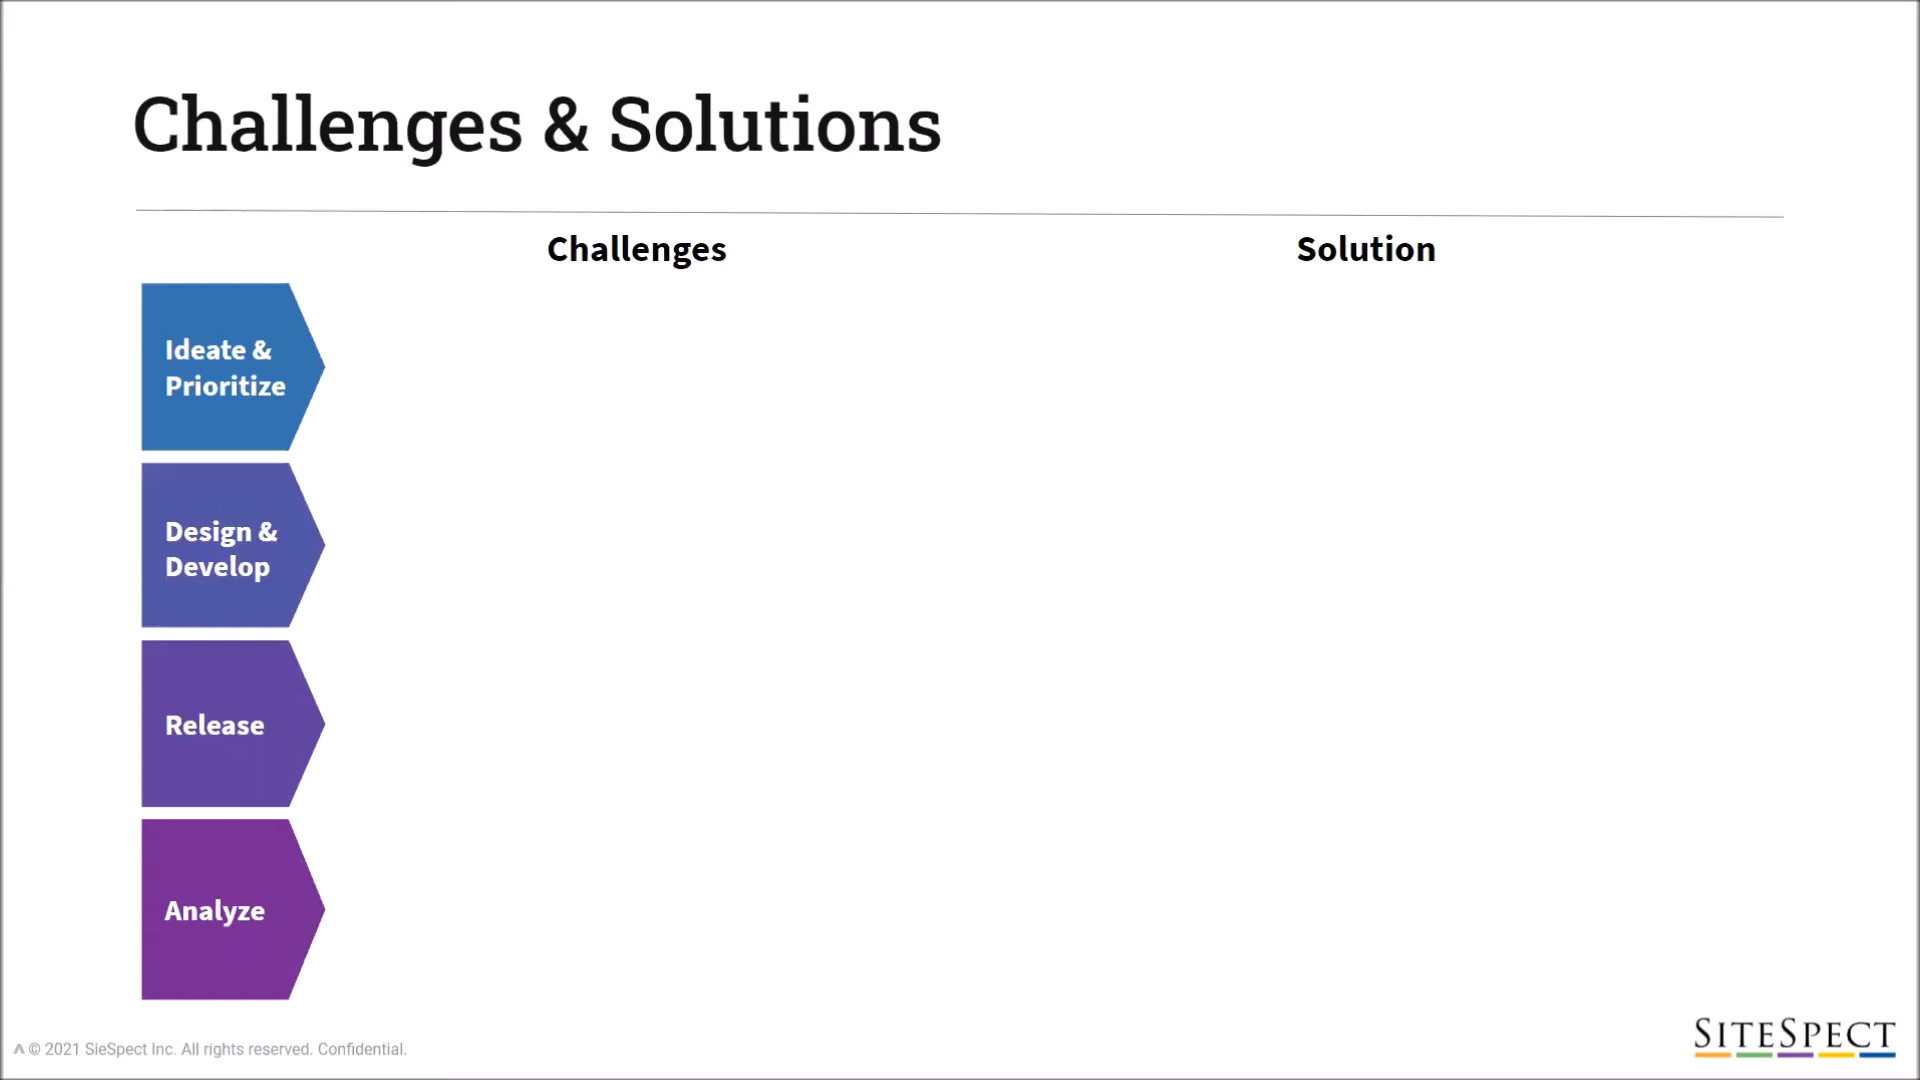 Challenges & Solutions
Challenges
Solution
Ideate &
Prioritize
Design &
Develop
Release
Analyze
© 2021 SieSpect Inc. All rights reserved. Confidential.
SITESPECT